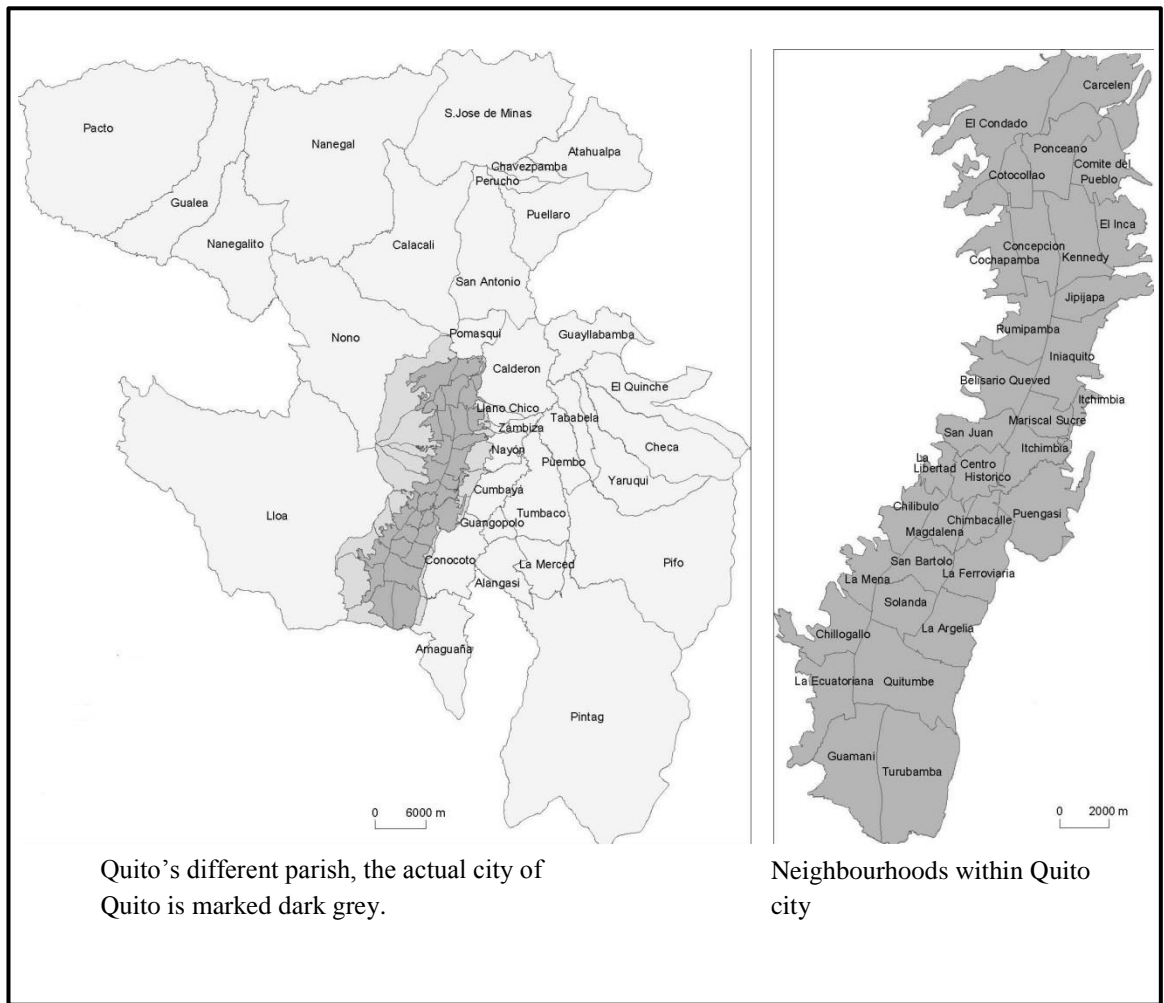 Pacto
Nanegal
S.Jose de Minas
Atahualpa
Chavezpamba
Perucho
Puellaro
Gualea
Nanegalito
Calacali
San Antonio
Nono
Pomasqui
Guayllabamba
Calderon
El Quinche
Llano Chico
Tababela
Zambiza
Checa
Nayón
Puembo
Yaruqui
Cumbayá
Lloa
Tumbaco
Guangopolo
Conocoto
La Merced
Pifo
Alangasi
Amaguaña
Pintag
0 6000 m
Quito’s different parish, the actual city of
Quito is marked dark grey.
Carcelen
El Condado
Ponceano
Comite del
Pueblo
Cotocollao
El Inca
Concepcion
Cochapamba
Kennedy
Jipijapa
Rumipamba
Iniaquito
Belisario Queved
Itchimbia
Mariscal Sucre
San Juan
Itchimbia
La
Libertad
Centro
Historico
Chilibulo
Puengasi
Chimbacalle
Magdalena
San Bartolo
La Ferroviaria
La Mena
Solanda
La Argelia
Chillogallo
La Ecuatoriana
Quitumbe
Guamani
Turubamba
0 2000 m
Neighbourhoods within Quito
city